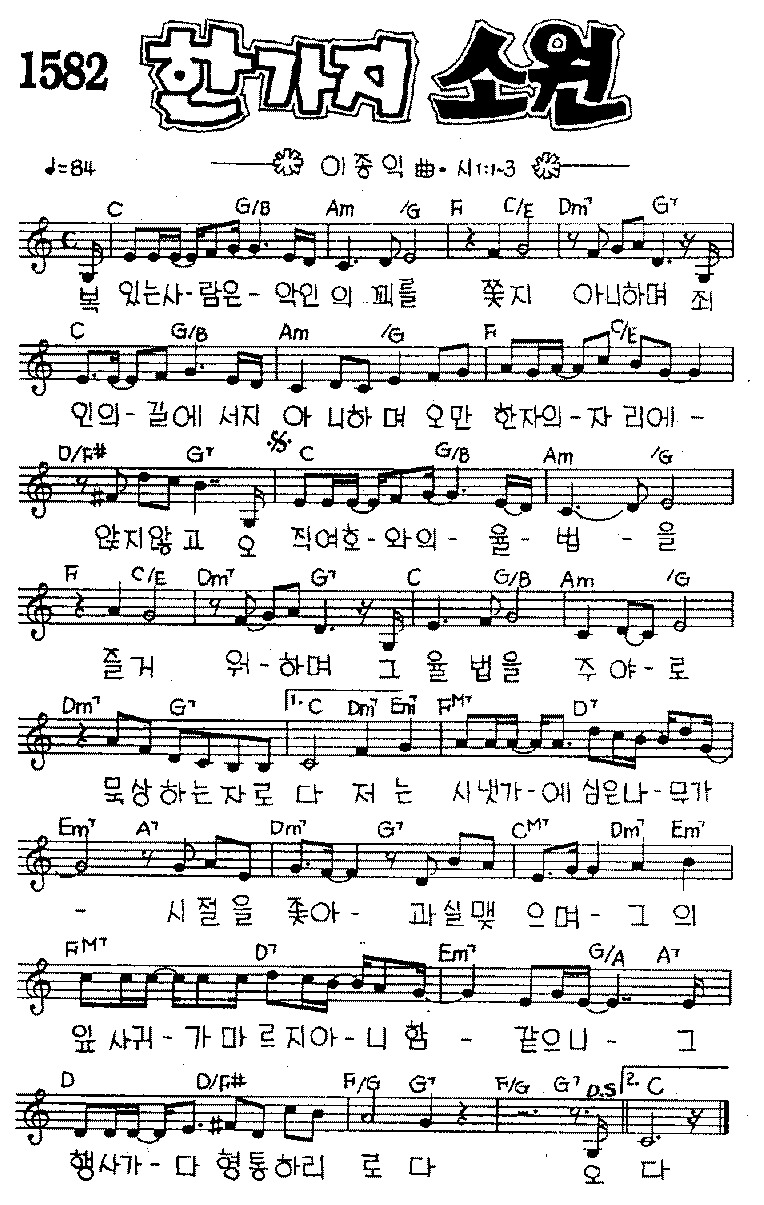 1582 한가지 소원
♩=84 이종익 曲. 시1:1~3
C G/B Am /G F C/E Dm7 G7
복 있는사-람은- 악인의 꾀를 쫓지 아니하며 죄
C G/B Am /G F C/E
인의-길에 서지 아 니하며 오만 한자의-자 리에-
D/F# G7 C G/B Am /G
앉지않고 오 직여호-와의- 율-법 -을
F C/E Dm7 G7 C G/B Am /G
즐거 워-하며 그 율법을 주야-로
Dm7 G7 1. C Dm7 Em7 FM7 D7
묵상하는자로 다 저는 시냇가-에심은나-무가
Em7 A7 Dm7 G7 CM7 Dm7 Em7
- 시절을 좇아- 과실맺 으며-그의
FM7 D7 Em7 G/A A7
잎사귀-가마르지아-니함- 같으니- 그
D D/F# F/G G7 F/G G7 D.S 2. C
행사가-다 형통하리 로다 오 다